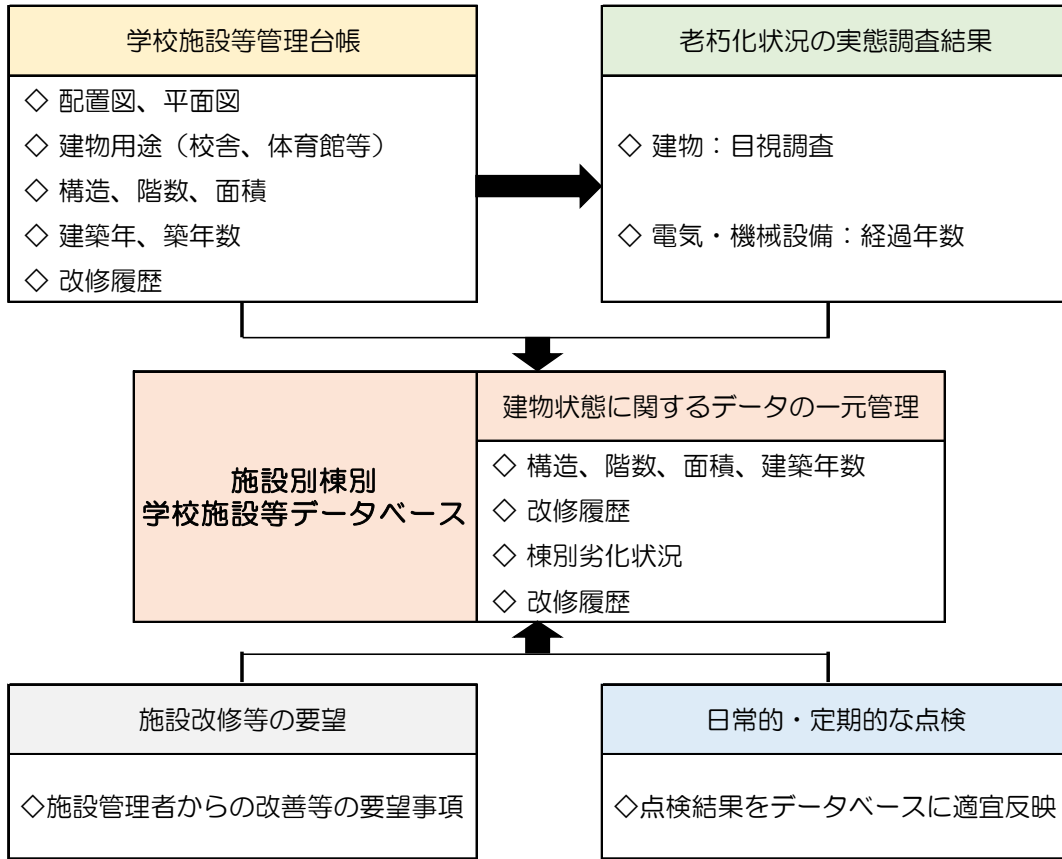 学校施設等管理台帳
◇ 配置図、平面図
◇ 建物用途（校舎、体育館等）
◇ 構造、階数、面積
◇ 建築年、築年数
◇ 改修履歴
老朽化状況の実態調査結果
◇ 建物：目視調査
◇ 電気・機械設備：経過年数
施設別棟別
学校施設等データベース
建物状態に関するデータの一元管理
◇ 構造、階数、面積、建築年数
◇ 改修履歴
◇ 棟別劣化状況
◇ 改修履歴
施設改修等の要望
◇施設管理者からの改善等の要望事項
日常的・定期的な点検
◇点検結果をデータベースに適宜反映